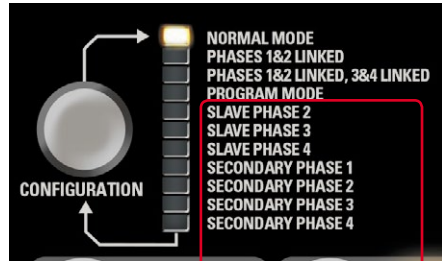 NORMAL MODE
PHASES 1&2 LINKED
PHASES 1&2 LINKED, 3&4 LINKED
PROGRAM MODE
SLAVE PHASE 2
SLAVE PHASE 3
SLAVE PHASE 4
SECONDARY PHASE 1
SECONDARY PHASE 2
SECONDARY PHASE 3
SECONDARY PHASE 4
CONFIGURATION